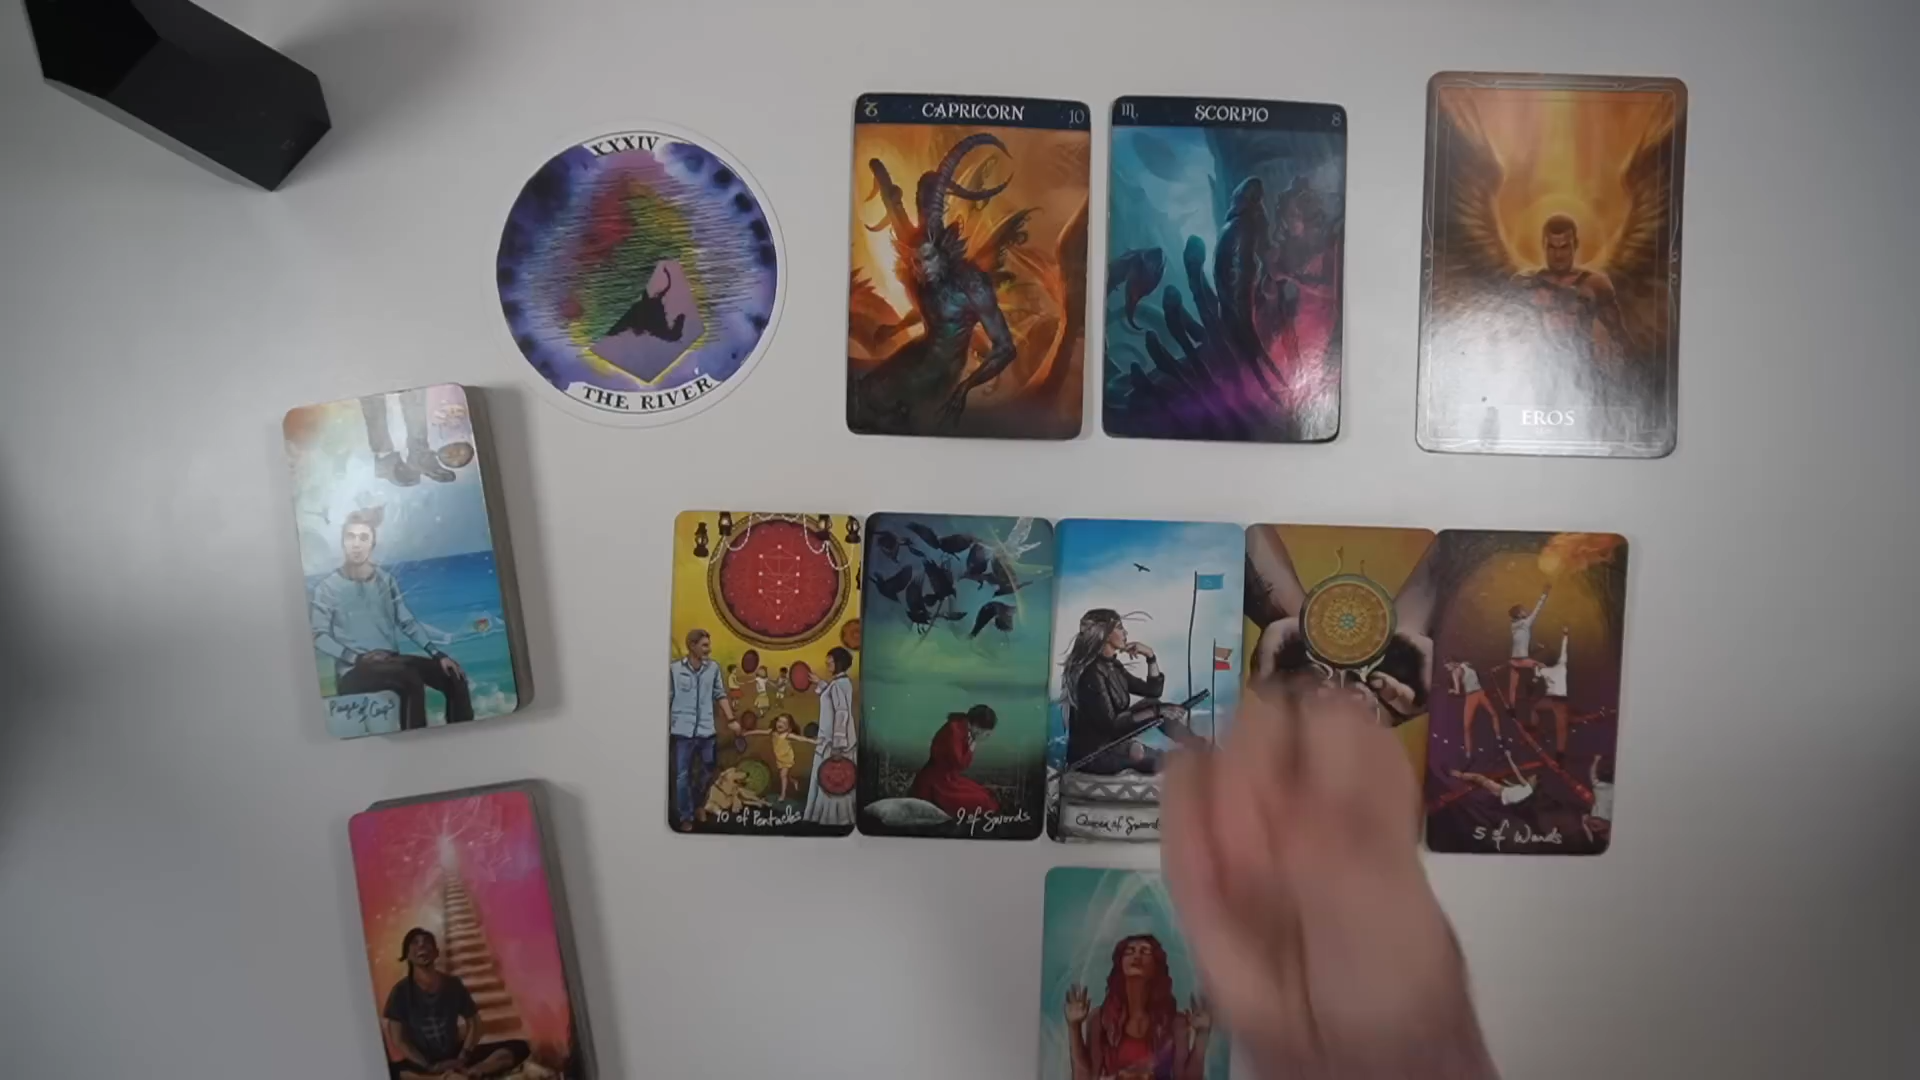 XXXIV
THE RIVER
CAPRICORN
10
SCORPIO
8
EROS
Page of Cups
10 of Pentacles
9 of Swords
Queen of Sword
5 of Wands